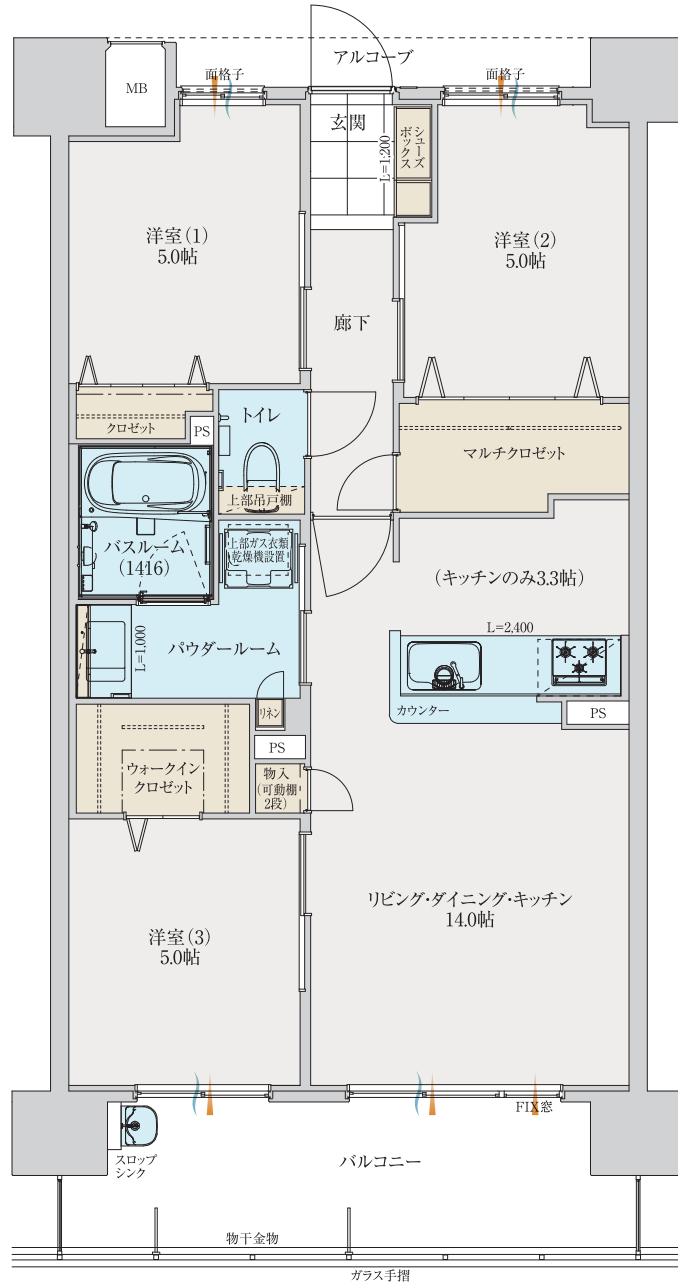 アルコーブ
面格子
面格子
MB
玄関
シューズ
ボックス
L=1,200
洋室(1)
5.0帖
洋室(2)
5.0帖
廊下
クロゼット
PS
トイレ
上部吊戸棚
マルチクロゼット
バスルーム
(1416)
上部ガス衣類
乾燥機設置
(キッチンのみ3.3帖)
L=2,400
L=1,000
パウダールーム
カウンター
PS
リネン
PS
ウォークイン
クロゼット
物入
(可動棚
2段)
リビング・ダイニング・キッチン
14.0帖
洋室(3)
5.0帖
FIX窓
スロップ
シンク
バルコニー
物干金物
ガラス手摺